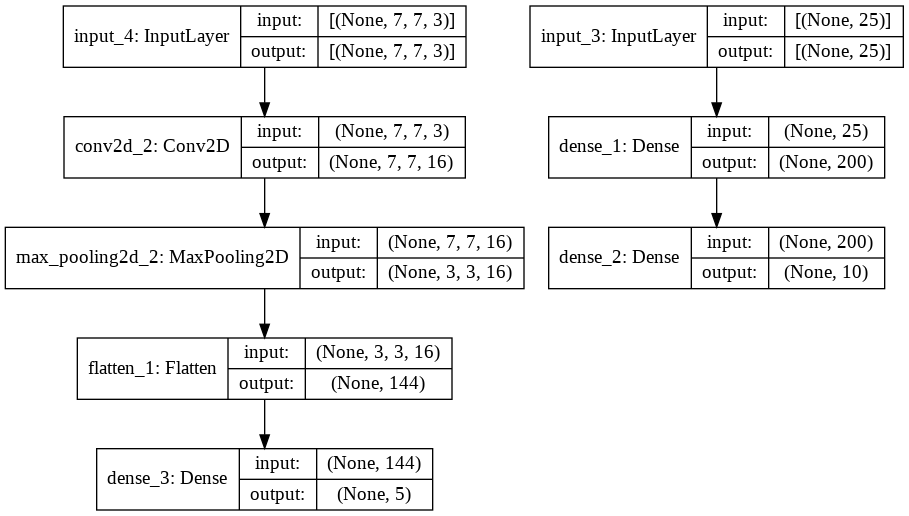 input_4: InputLayer
input:
[(None, 7, 7, 3)]
output:
[(None, 7, 7, 3)]
conv2d_2: Conv2D
input:
(None, 7, 7, 3)
output:
(None, 7, 7, 16)
max_pooling2d_2: MaxPooling2D
input:
(None, 7, 7, 16)
output:
(None, 3, 3, 16)
flatten_1: Flatten
input:
(None, 3, 3, 16)
output:
(None, 144)
dense_3: Dense
input:
(None, 144)
output:
(None, 5)
input_3: InputLayer
input:
[(None, 25)]
output:
[(None, 25)]
dense_1: Dense
input:
(None, 25)
output:
(None, 200)
dense_2: Dense
input:
(None, 200)
output:
(None, 10)